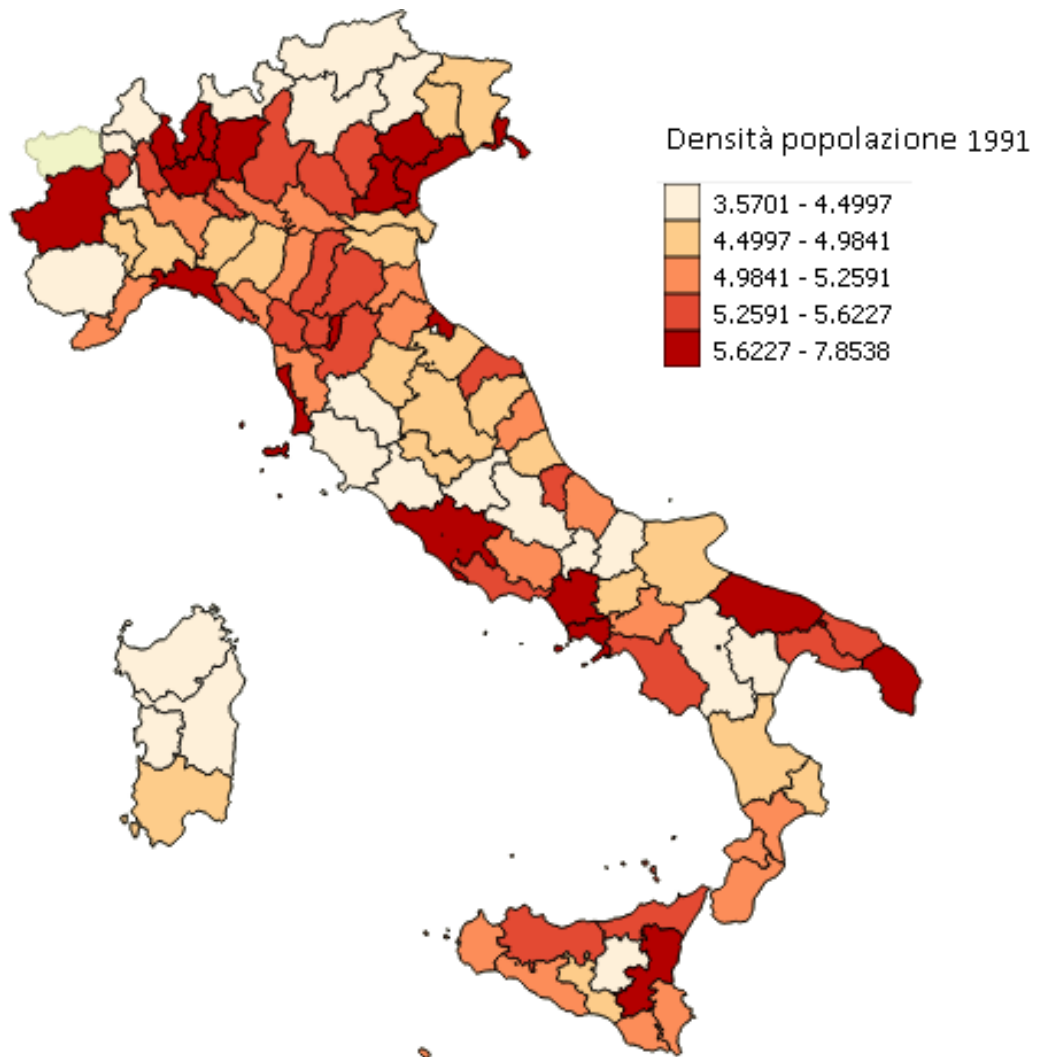 Densità popolazione 1991
3.5701 - 4.4997
4.4997 - 4.9841
4.9841 - 5.2591
5.2591 - 5.6227
5.6227 - 7.8538